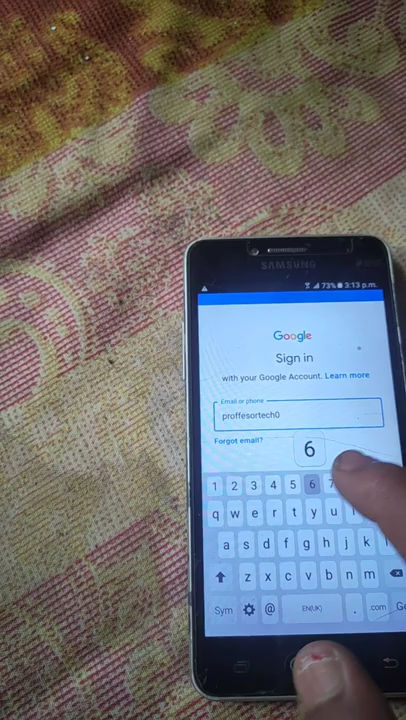 SAMSUNG
73% 3:13 p.m.
Google
Sign in
with your Google Account. Learn more
Email or phone
proffesortech0
Forgot email?
6
1 2 3 4 5 6 7
q w e r t y u
a s d f g h j k
z x c v b n m
Sym @ EN(UK) . .com Go